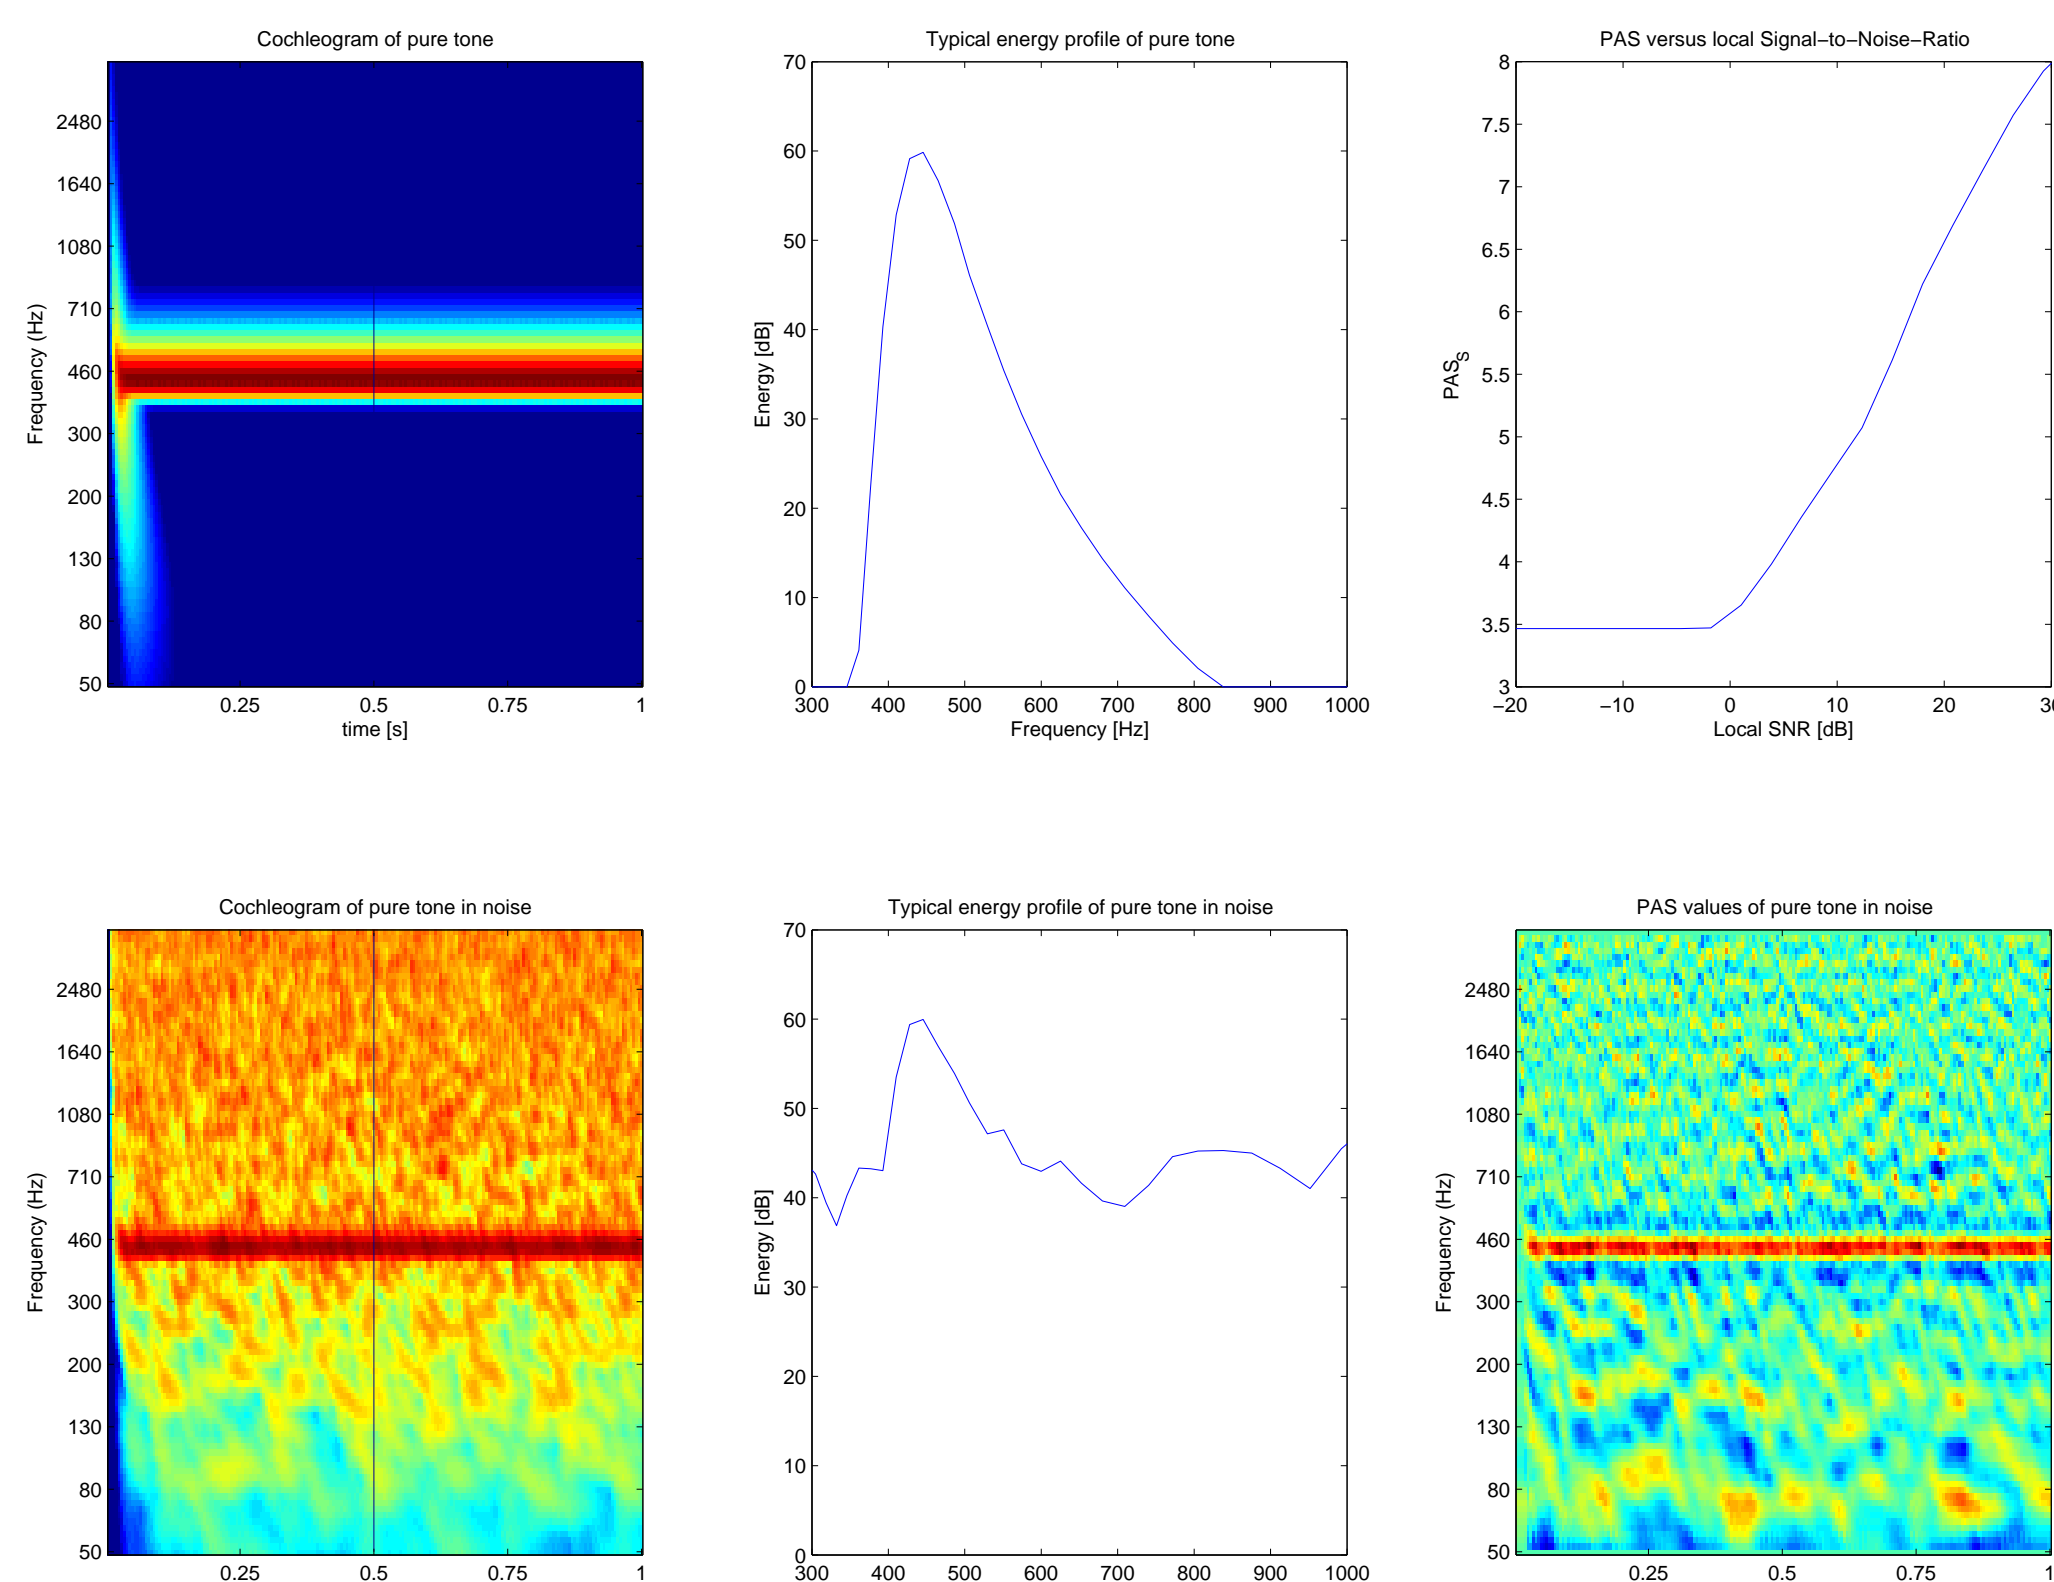 Cochleogram of pure tone
Frequency (Hz)
2480
1640
1080
710
460
300
200
130
80
50
0.25 0.5 0.75 1
time [s]
Typical energy profile of pure tone
Energy [dB]
70
60
50
40
30
20
10
0
300 400 500 600 700 800 900 1000
Frequency [Hz]
PAS versus local Signal−to−Noise−Ratio
PAS_S
8
7.5
7
6.5
6
5.5
5
4.5
4
3.5
3
−20 −10 0 10 20
Local SNR [dB]
Cochleogram of pure tone in noise
Frequency (Hz)
2480
1640
1080
710
460
300
200
130
80
50
0.25 0.5 0.75 1
Typical energy profile of pure tone in noise
Energy [dB]
70
60
50
40
30
20
10
0
300 400 500 600 700 800 900 1000
PAS values of pure tone in noise
Frequency (Hz)
2480
1640
1080
710
460
300
200
130
80
50
0.25 0.5 0.75 1